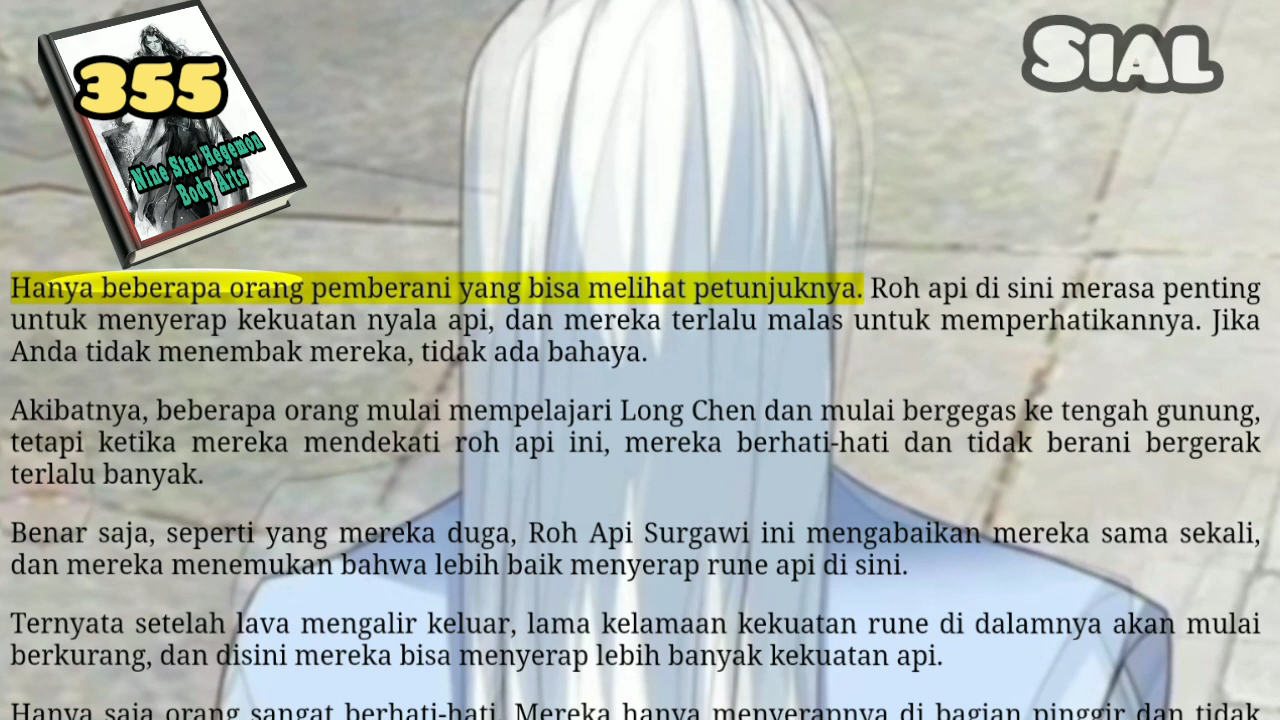 355
SIAL
Nine Star Hegemon
Body Arts
Hanya beberapa orang pemberani yang bisa melihat petunjuknya. Roh api di sini merasa penting
untuk menyerap kekuatan nyala api, dan mereka terlalu malas untuk memperhatikannya. Jika
Anda tidak menembak mereka, tidak ada bahaya.
Akibatnya, beberapa orang mulai mempelajari Long Chen dan mulai bergegas ke tengah gunung,
tetapi ketika mereka mendekati roh api ini, mereka berhati-hati dan tidak berani bergerak
terlalu banyak.
Benar saja, seperti yang mereka duga, Roh Api Surgawi ini mengabaikan mereka sama sekali,
dan mereka menemukan bahwa lebih baik menyerap rune api di sini.
Ternyata setelah lava mengalir keluar, lama kelamaan kekuatan rune di dalamnya akan mulai
berkurang, dan disini mereka bisa menyerap lebih banyak kekuatan api.
Hanya saja orang sangat berhati-hati. Mereka hanya menyerapnya di bagian pinggir dan tidak